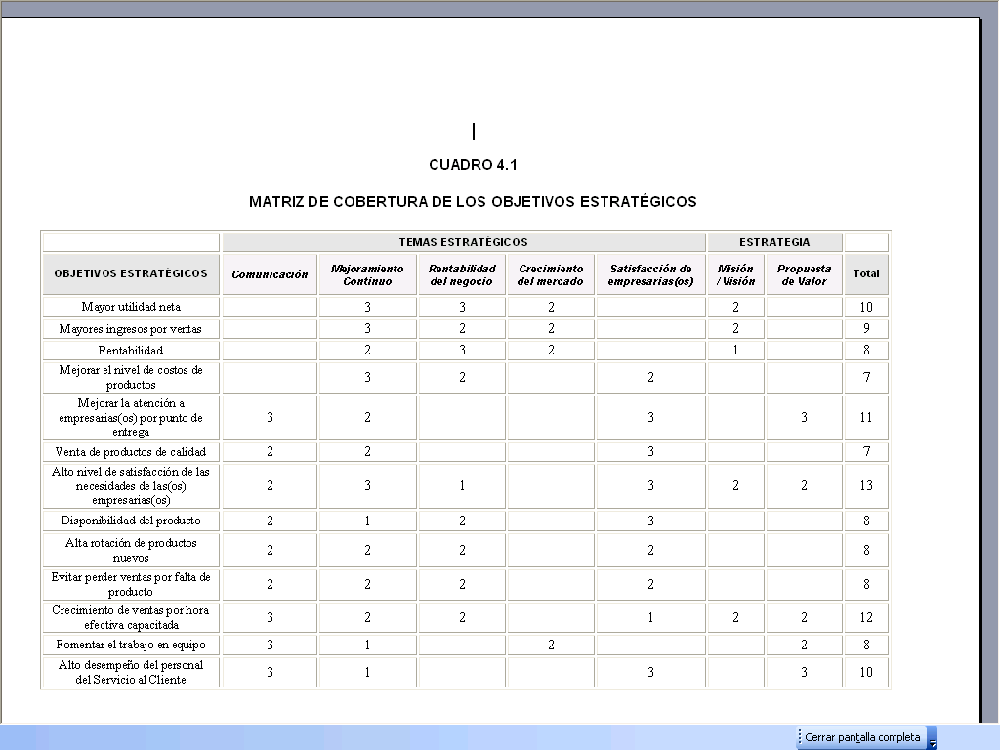 CUADRO 4.1
MATRIZ DE COBERTURA DE LOS OBJETIVOS ESTRATÉGICOS
TEMAS ESTRATÉGICOS ESTRATEGIA
OBJETIVOS ESTRATÉGICOS Comunicación Mejoramiento Continuo Rentabilidad del negocio Crecimiento del mercado Satisfacción de empresarias(os) Misión / Visión Propuesta de Valor Total
Mayor utilidad neta 3 3 2 2 10
Mayores ingresos por ventas 3 2 2 2 9
Rentabilidad 2 3 2 1 8
Mejorar el nivel de costos de productos 3 2 2 7
Mejorar la atención a empresarias(os) por punto de entrega 3 2 3 3 11
Venta de productos de calidad 2 2 3 7
Alto nivel de satisfacción de las necesidades de las(os) empresarias(os) 2 3 1 3 2 2 13
Disponibilidad del producto 2 1 2 3 8
Alta rotación de productos nuevos 2 2 2 2 8
Evitar perder ventas por falta de producto 2 2 2 2 8
Crecimiento de ventas por hora efectiva capacitada 3 2 2 1 2 2 12
Fomentar el trabajo en equipo 3 1 2 2 8
Alto desempeño del personal del Servicio al Cliente 3 1 3 3 10
Cerrar pantalla completa